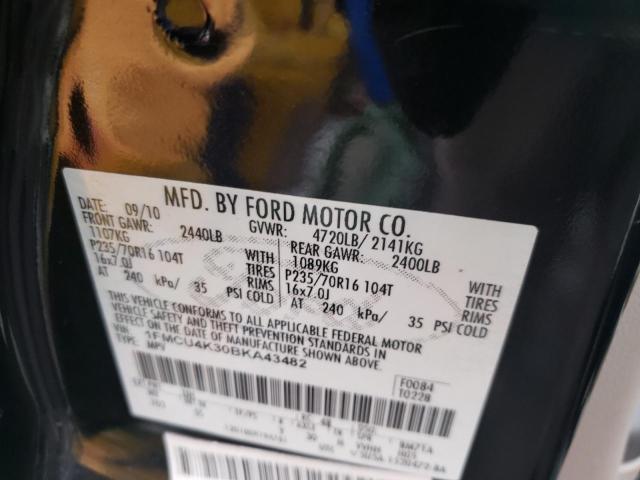 MFD. BY FORD MOTOR CO.
DATE: 09/10 GVWR: 4720LB/ 2141KG
FRONT GAWR: 2440LB REAR GAWR: 2400LB
1107KG WITH 1089KG WITH
P235/70R16 104T TIRES P235/70R16 104T TIRES
16x7.0J RIMS 16x7.0J RIMS
AT 240 kPa/ 35 PSI COLD AT 240 kPa/ 35 PSI COLD
THIS VEHICLE CONFORMS TO ALL APPLICABLE FEDERAL MOTOR
VEHICLE SAFETY AND THEFT PREVENTION STANDARDS IN
EFFECT ON THE DATE OF MANUFACTURE SHOWN ABOVE.
VIN: 1FMCU4K30BKA43482 F0084
TYPE: MPV T0228